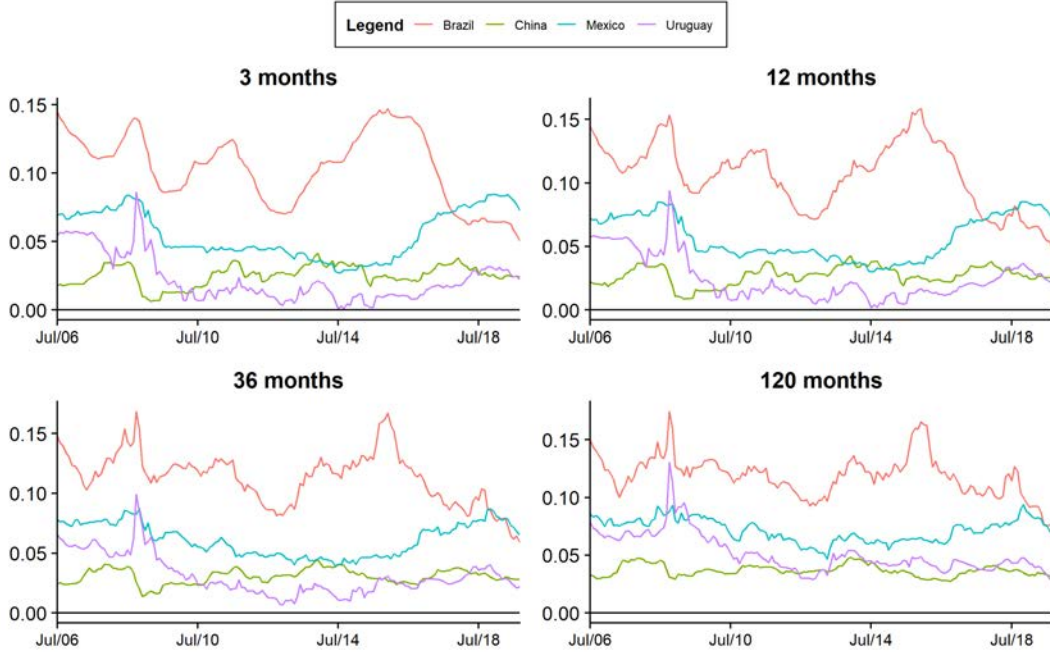 Legend Brazil China Mexico Uruguay
3 months
0.15
0.10
0.05
0.00
Jul/06 Jul/10 Jul/14 Jul/18
12 months
0.15
0.10
0.05
0.00
Jul/06 Jul/10 Jul/14 Jul/18
36 months
0.15
0.10
0.05
0.00
Jul/06 Jul/10 Jul/14 Jul/18
120 months
0.15
0.10
0.05
0.00
Jul/06 Jul/10 Jul/14 Jul/18